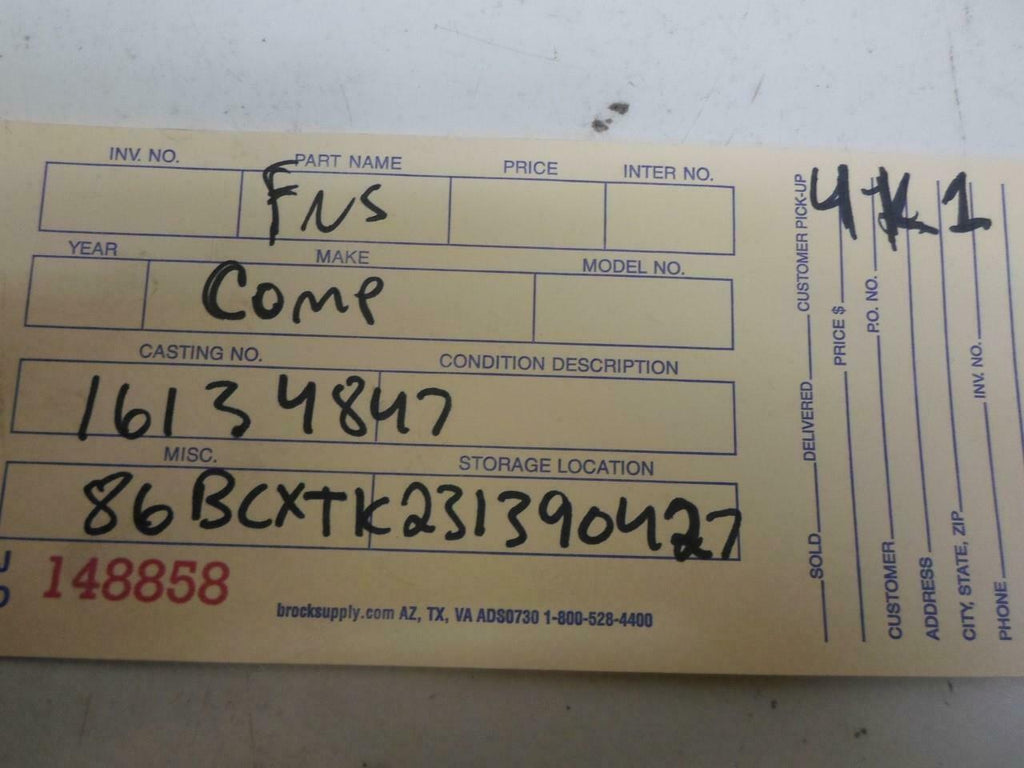 INV. NO. PART NAME PRICE INTER NO.
FNS
YEAR MAKE MODEL NO.
Comp
CASTING NO. CONDITION DESCRIPTION
16134847
MISC. STORAGE LOCATION
86BCXTK231390427
148858
brocksupply.com AZ, TX, VA ADS0730 1-800-528-4400
4K1
SOLD DELIVERED CUSTOMER PICK-UP
PRICE $
CUSTOMER P.O. NO.
ADDRESS
CITY, STATE, ZIP
PHONE INV. NO.